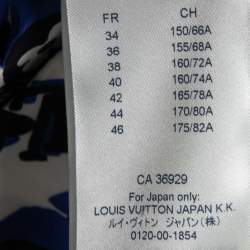 FR CH
34 150/66A
36 155/68A
38 160/72A
40 160/74A
42 165/78A
44 170/80A
46 175/82A
CA 36929
For Japan only:
LOUIS VUITTON JAPAN K.K.
ルイ・ヴィトン ジャパン(株)
0120-00-1854